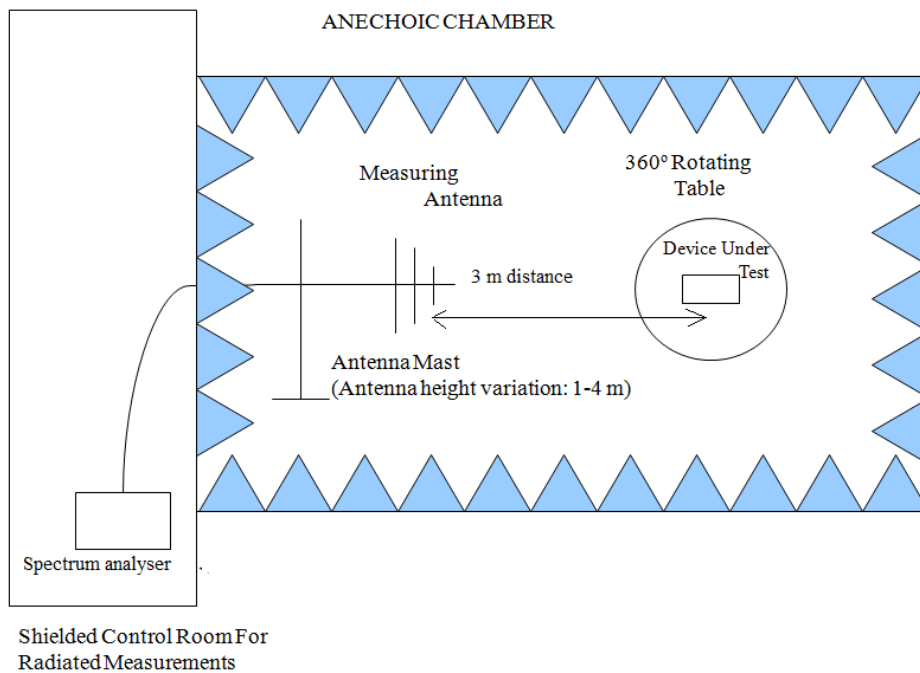 ANECHOIC CHAMBER
Measuring
Antenna
360° Rotating
Table
Device Under
Test
3 m distance
Antenna Mast
(Antenna height variation: 1-4 m)
Spectrum analyser
Shielded Control Room For
Radiated Measurements